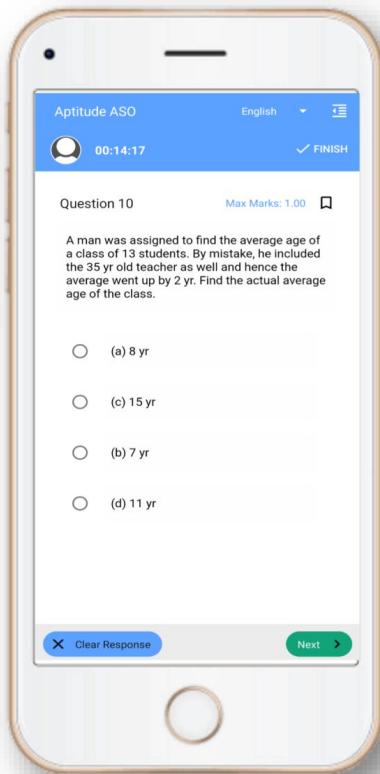 Aptitude ASO English
00:14:17 FINISH
Question 10 Max Marks: 1.00
A man was assigned to find the average age of
a class of 13 students. By mistake, he included
the 35 yr old teacher as well and hence the
average went up by 2 yr. Find the actual average
age of the class.
(a) 8 yr
(c) 15 yr
(b) 7 yr
(d) 11 yr
Clear Response Next